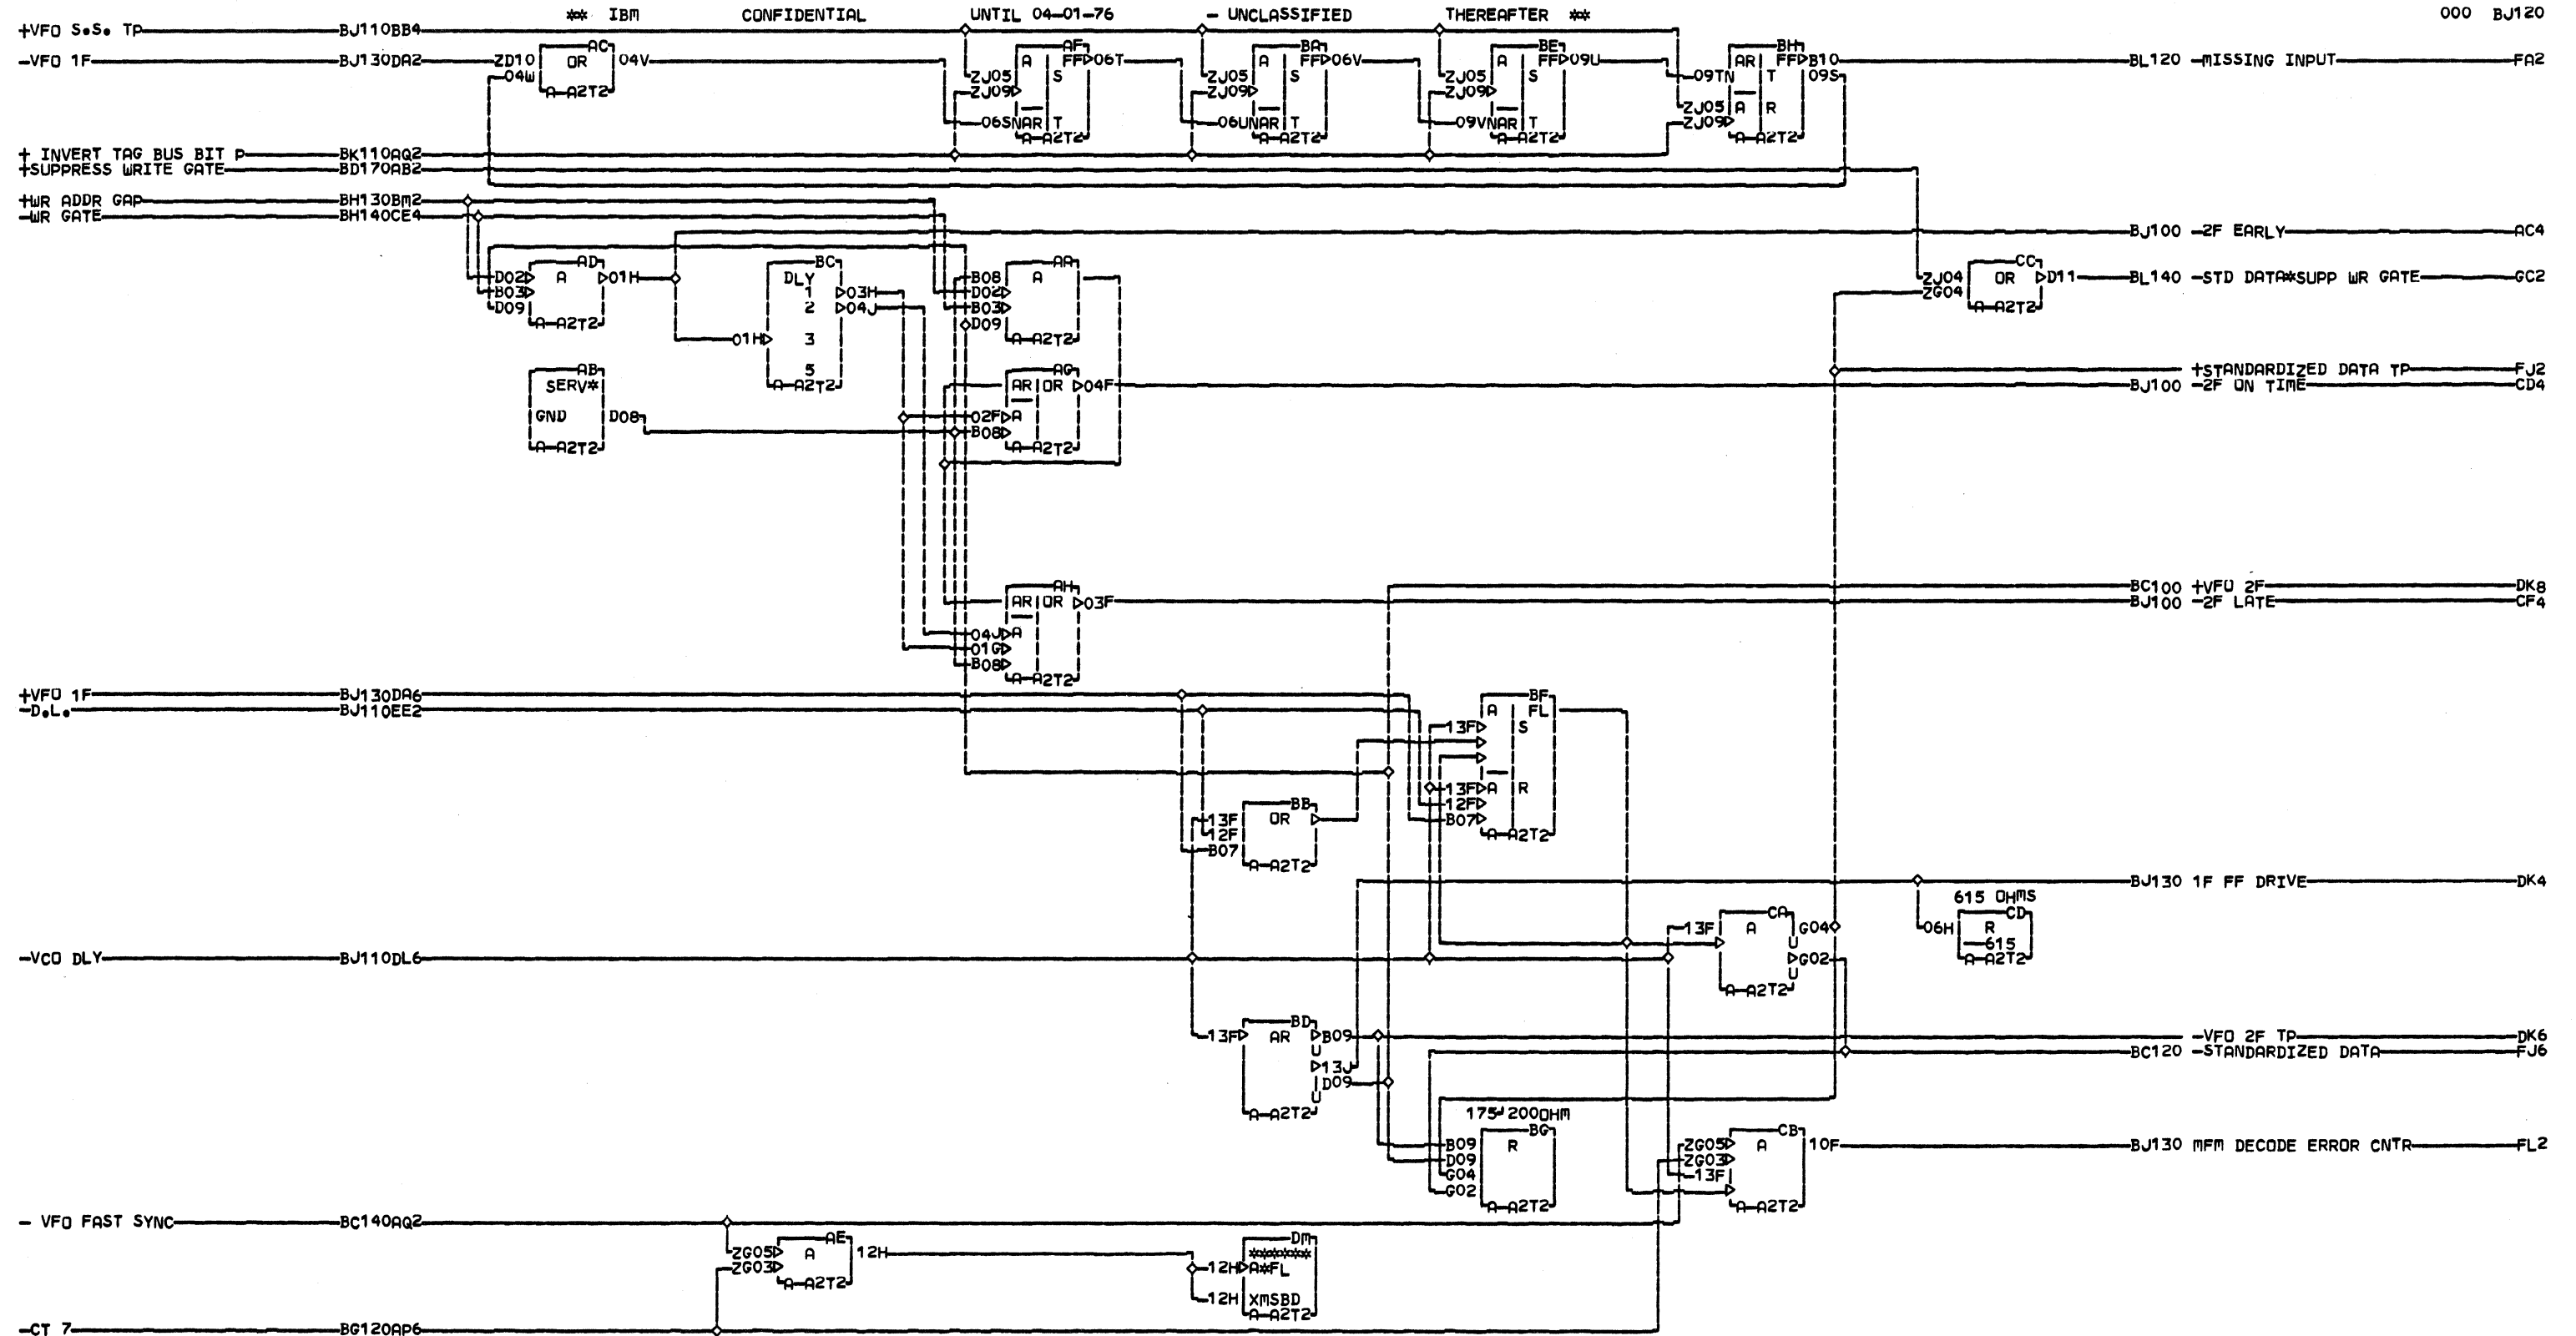 ** IBM CONFIDENTIAL UNTIL 04-01-76 - UNCLASSIFIED THEREAFTER ** 000 BJ120
+VFO S.S. TP BJ110BB4
-VFO 1F BJ130DA2 ZD10 OR AC 04V A AF FF 06T A BA FF 06V A BE FF 09U AR BH FF B10 BL120 -MISSING INPUT FA2
04W ZJ05 S ZJ05 S ZJ05 S 09TN T 09S
A-A2T2 ZJ09 ZJ09 ZJ09 ZJ05 A R
06SN AR T 06UN AR T 09VN AR T ZJ09
A-A2T2 A-A2T2 A-A2T2 A-A2T2
+ INVERT TAG BUS BIT P BK110AQ2
+SUPPRESS WRITE GATE BD170AB2
+WR ADDR GAP BH130BM2
-WR GATE BH140CE4
BJ100 -2F EARLY AC4
AD BC AA CC
D02 A 01H DLY B08 A ZJ04 OR D11 BL140 -STD DATA*SUPP WR GATE GC2
B03 1 03H D02 ZG04
D09 2 04J B03 A-A2T2
A-A2T2 D09
01H 3 A-A2T2
AB 5 AG +STANDARDIZED DATA TP FJ2
SERV* A-A2T2 AR OR 04F BJ100 -2F ON TIME CD4
GND D08 02F A
B08
A-A2T2 A-A2T2
AH BC100 +VFO 2F DK8
AR OR 03F BJ100 -2F LATE CF4
04J A
01G
B08
A-A2T2
+VFO 1F BJ130DA6 BF
-D.L. BJ110EE2 A FL
13F S
13F A R
BB 12F
13F OR B07
12F A-A2T2
B07
A-A2T2
BJ130 1F FF DRIVE DK4
615 OHMS
CA CD
13F A G04 06H R
U 615
-VCO DLY BJ110DL6 G02 A-A2T2
U
A-A2T2
BD
13F AR B09 -VFO 2F TP DK6
U BC120 -STANDARDIZED DATA FJ6
13J
D09
U
A-A2T2 175 200OHM
BG CB
B09 R ZG05 A 10F BJ130 MFM DECODE ERROR CNTR FL2
D09 ZG03
G04 13F
G02
A-A2T2 A-A2T2
- VFO FAST SYNC BC140AQ2
AE DM
ZG05 A 12H ******
ZG03 12H A*FL
A-A2T2
12H XMSBD
A-A2T2
-CT 7 BG120AP6